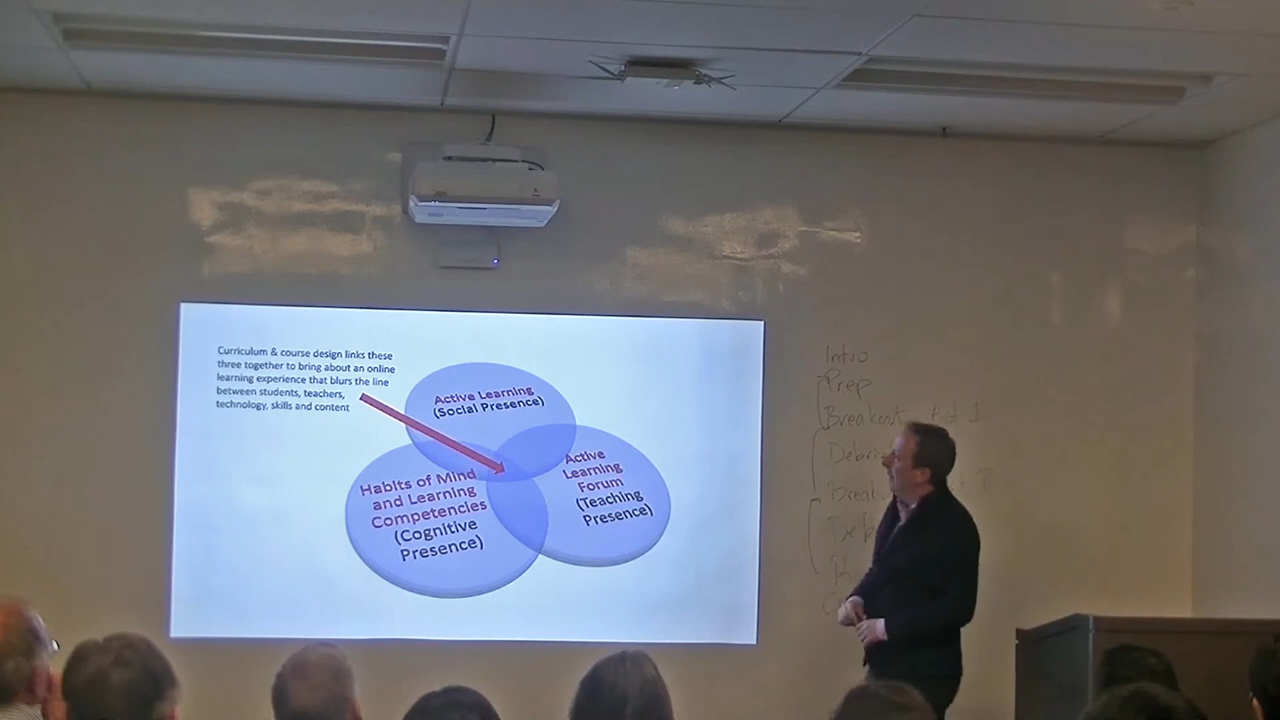 Curriculum & course design links these
three together to bring about an online
learning experience that blurs the line
between students, teachers,
technology, skills and content
Active Learning
(Social Presence)
Active
Learning
Forum
(Teaching
Presence)
Habits of Mind
and Learning
Competencies
(Cognitive
Presence)
Intro
Prep
Breakout